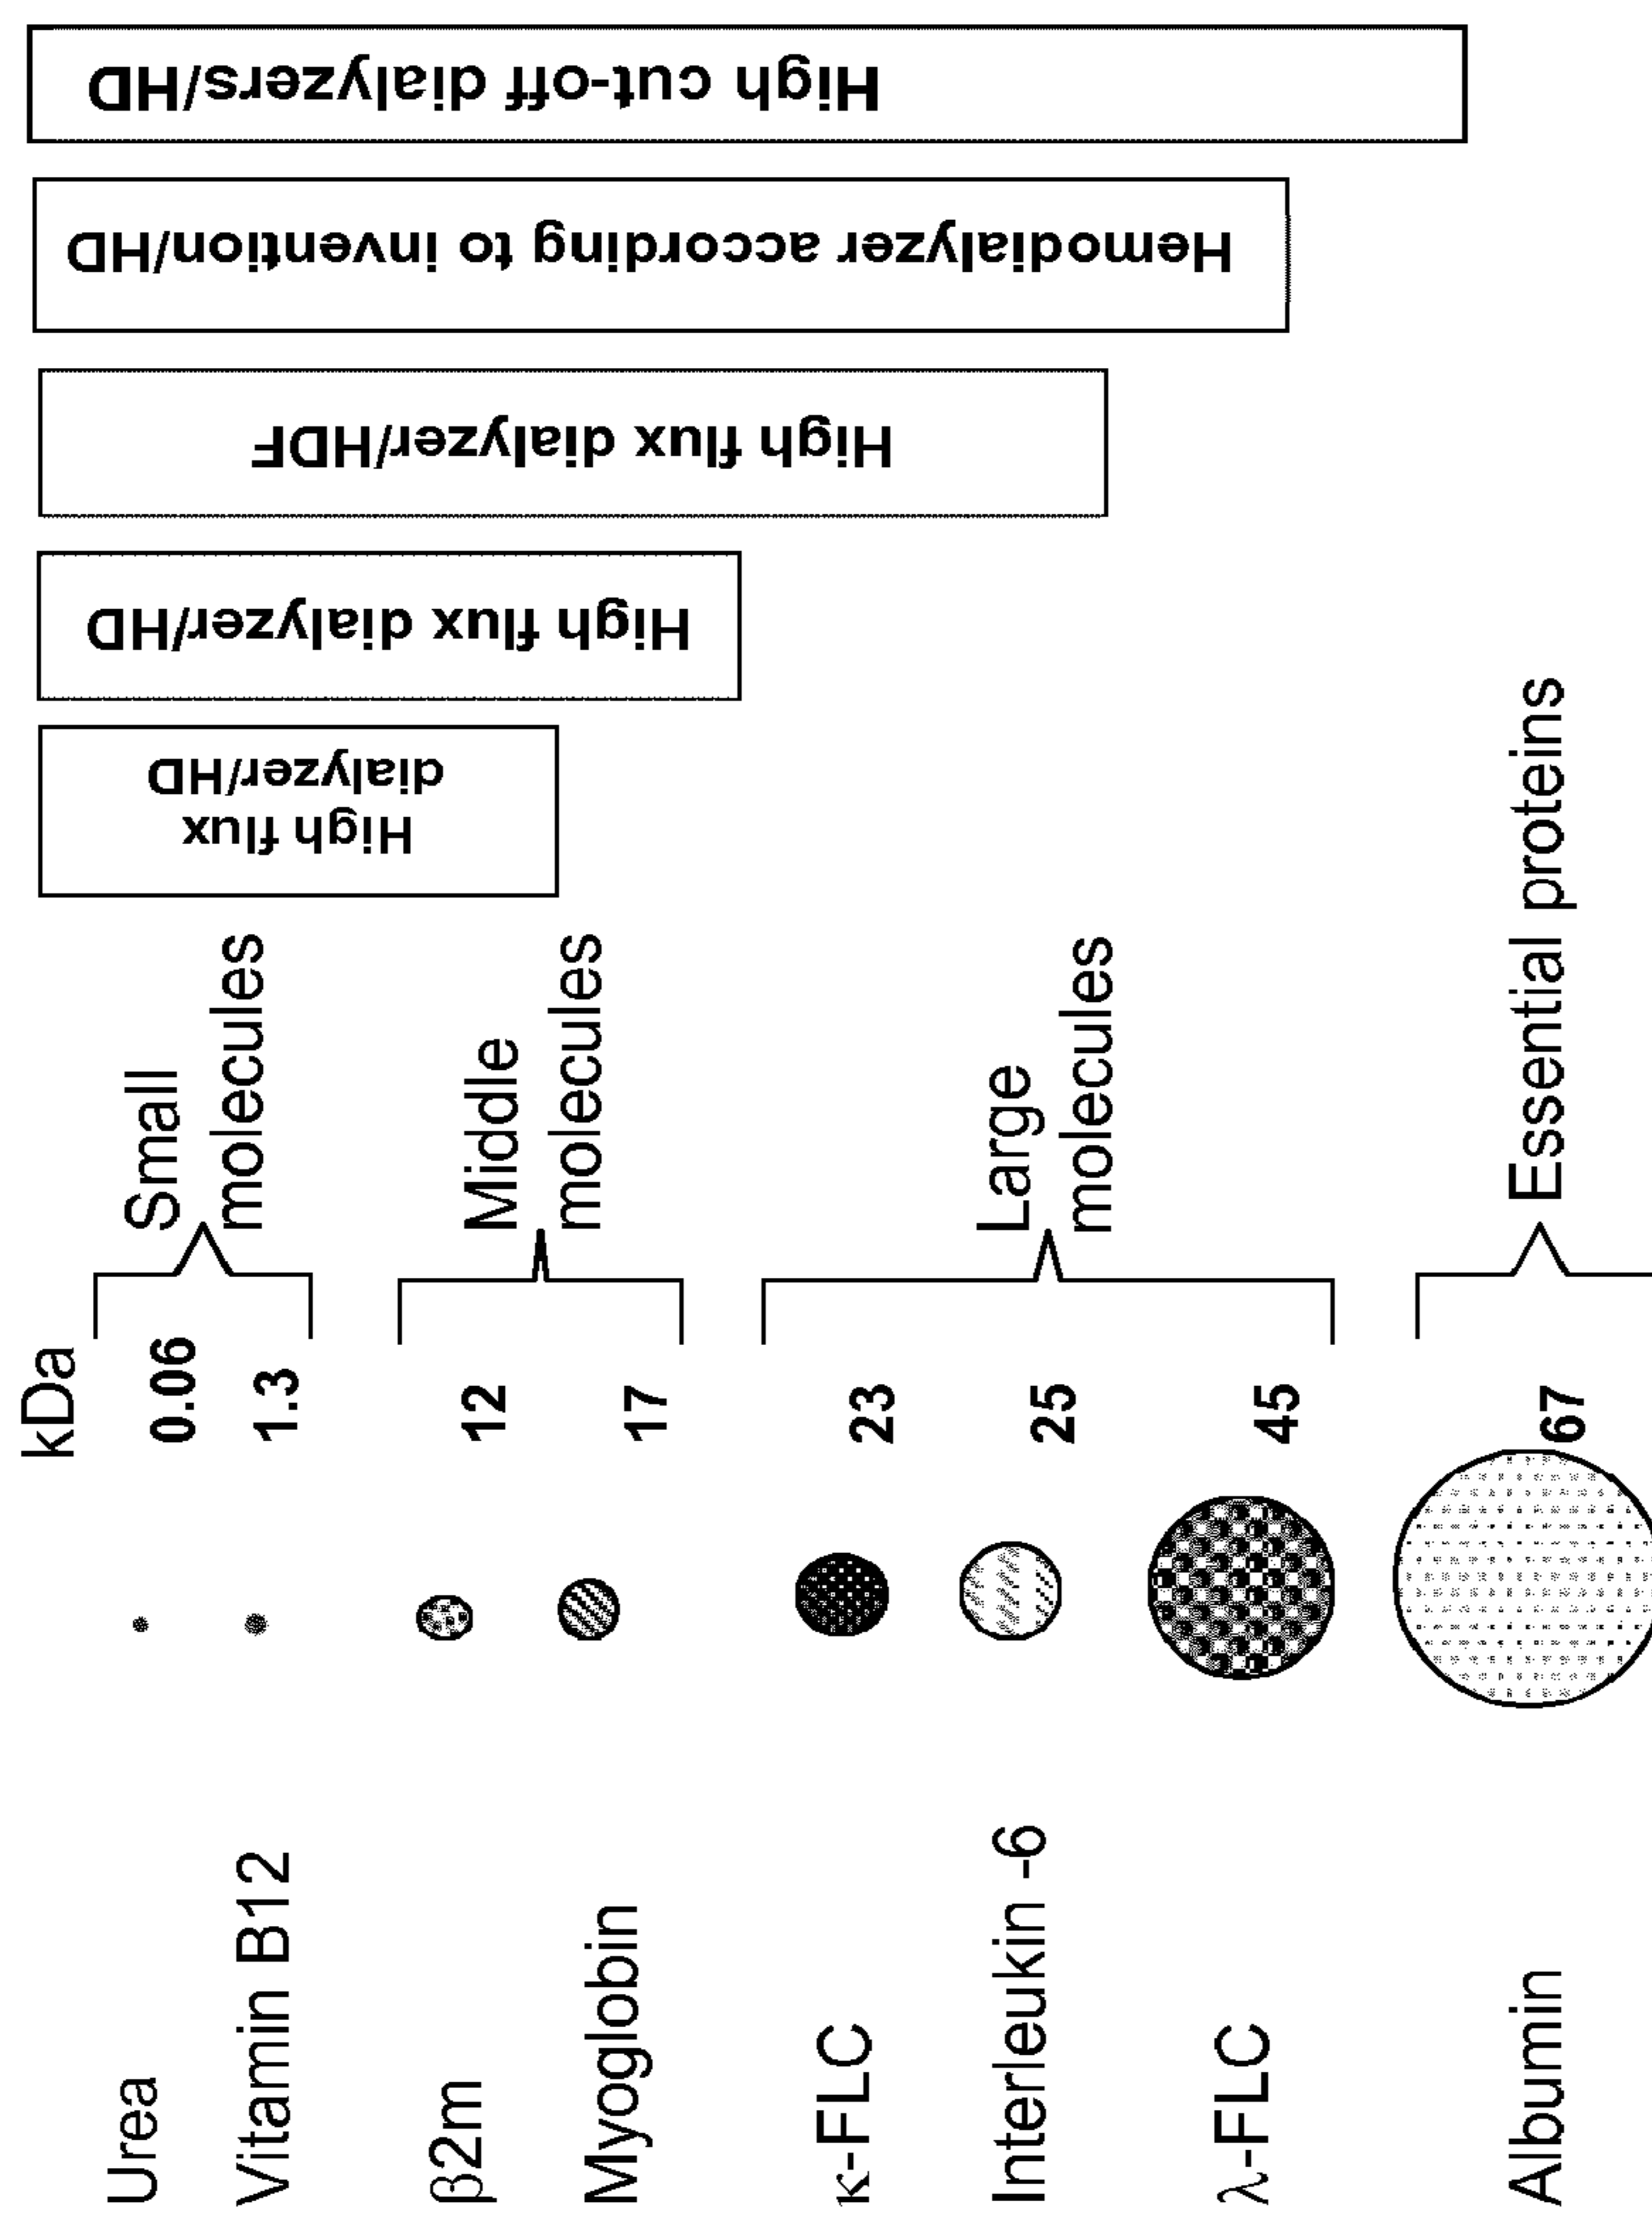 kDa
Urea
0.06
Vitamin B12
1.3
Small
molecules
β2m
12
Myoglobin
17
Middle
molecules
κ-FLC
23
Interleukin -6
25
λ-FLC
45
Large
molecules
Albumin
67
Essential proteins
High flux
dialyzer/HD
High flux dialyzer/HD
High flux dialyzer/HDF
Hemodialyzer according to invention/HD
High cut-off dialyzers/HD